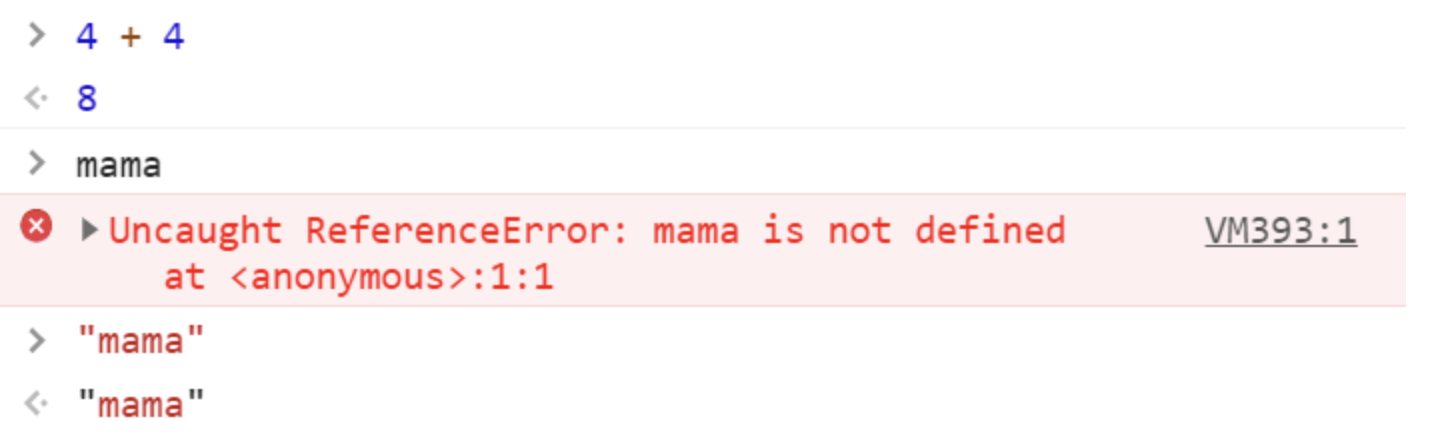 > 4 + 4
<· 8
> mama
Uncaught ReferenceError: mama is not defined VM393:1
at <anonymous>:1:1
> "mama"
<· "mama"